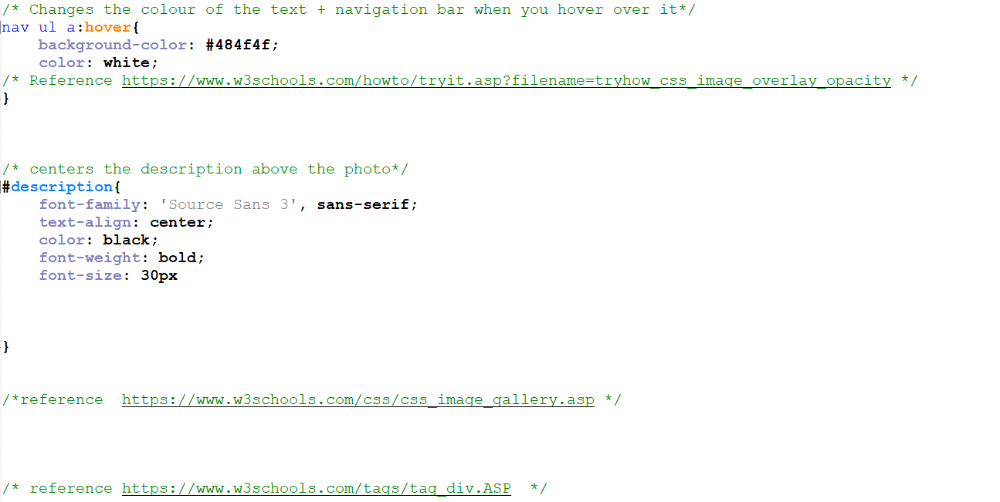 /* Changes the colour of the text + navigation bar when you hover over it*/
nav ul a:hover{
    background-color: #484f4f;
    color: white;
/* Reference https://www.w3schools.com/howto/tryit.asp?filename=tryhow_css_image_overlay_opacity */
}
/* centers the description above the photo*/
#description{
    font-family: 'Source Sans 3', sans-serif;
    text-align: center;
    color: black;
    font-weight: bold;
    font-size: 30px
}
/*reference  https://www.w3schools.com/css/css_image_gallery.asp */
/* reference https://www.w3schools.com/tags/tag_div.ASP  */